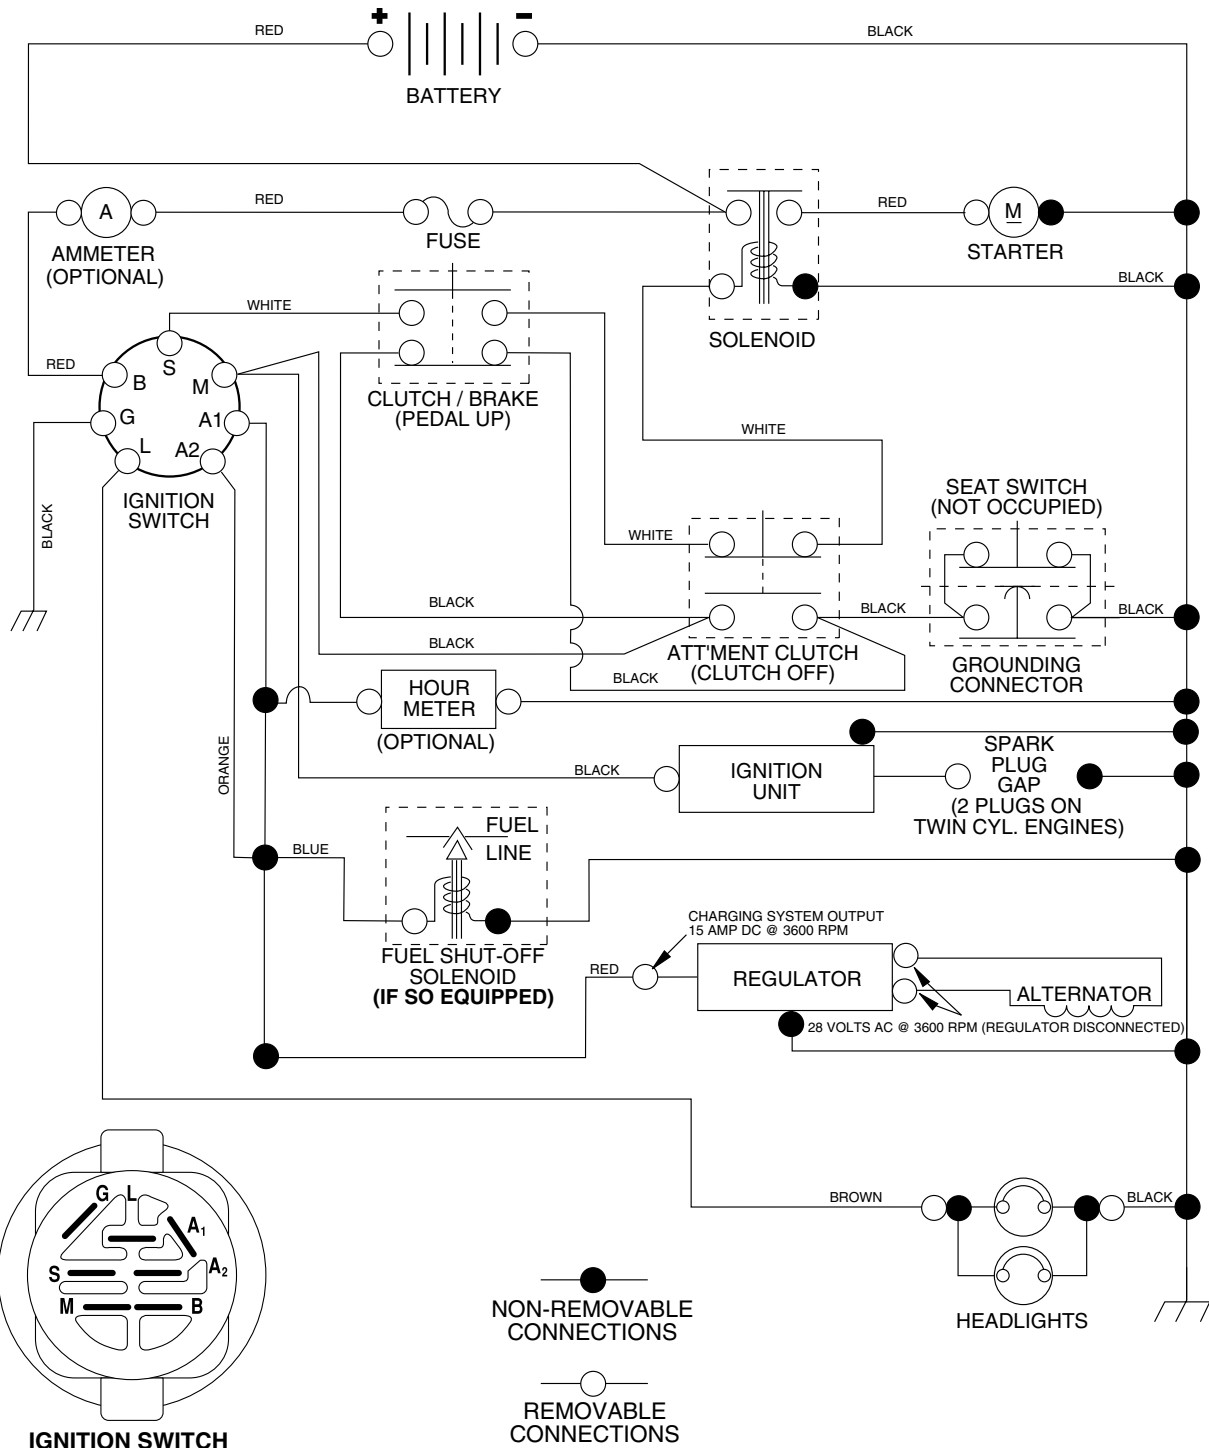 + −
RED
BLACK
BATTERY
A
RED
RED
M
AMMETER
(OPTIONAL)
FUSE
STARTER
BLACK
WHITE
SOLENOID
S
RED
B
M
CLUTCH / BRAKE
(PEDAL UP)
G
A1
L
A2
WHITE
IGNITION
SWITCH
BLACK
SEAT SWITCH
(NOT OCCUPIED)
WHITE
BLACK
BLACK
BLACK
BLACK
ATT'MENT CLUTCH
(CLUTCH OFF)
GROUNDING
CONNECTOR
BLACK
HOUR
METER
(OPTIONAL)
ORANGE
BLACK
IGNITION
UNIT
SPARK
PLUG
GAP
(2 PLUGS ON
TWIN CYL. ENGINES)
FUEL
LINE
BLUE
CHARGING SYSTEM OUTPUT
15 AMP DC @ 3600 RPM
FUEL SHUT-OFF
SOLENOID
(IF SO EQUIPPED)
RED
REGULATOR
ALTERNATOR
28 VOLTS AC @ 3600 RPM (REGULATOR DISCONNECTED)
G L
A1
S
A2
M
B
BROWN
BLACK
HEADLIGHTS
NON-REMOVABLE
CONNECTIONS
REMOVABLE
CONNECTIONS
IGNITION SWITCH